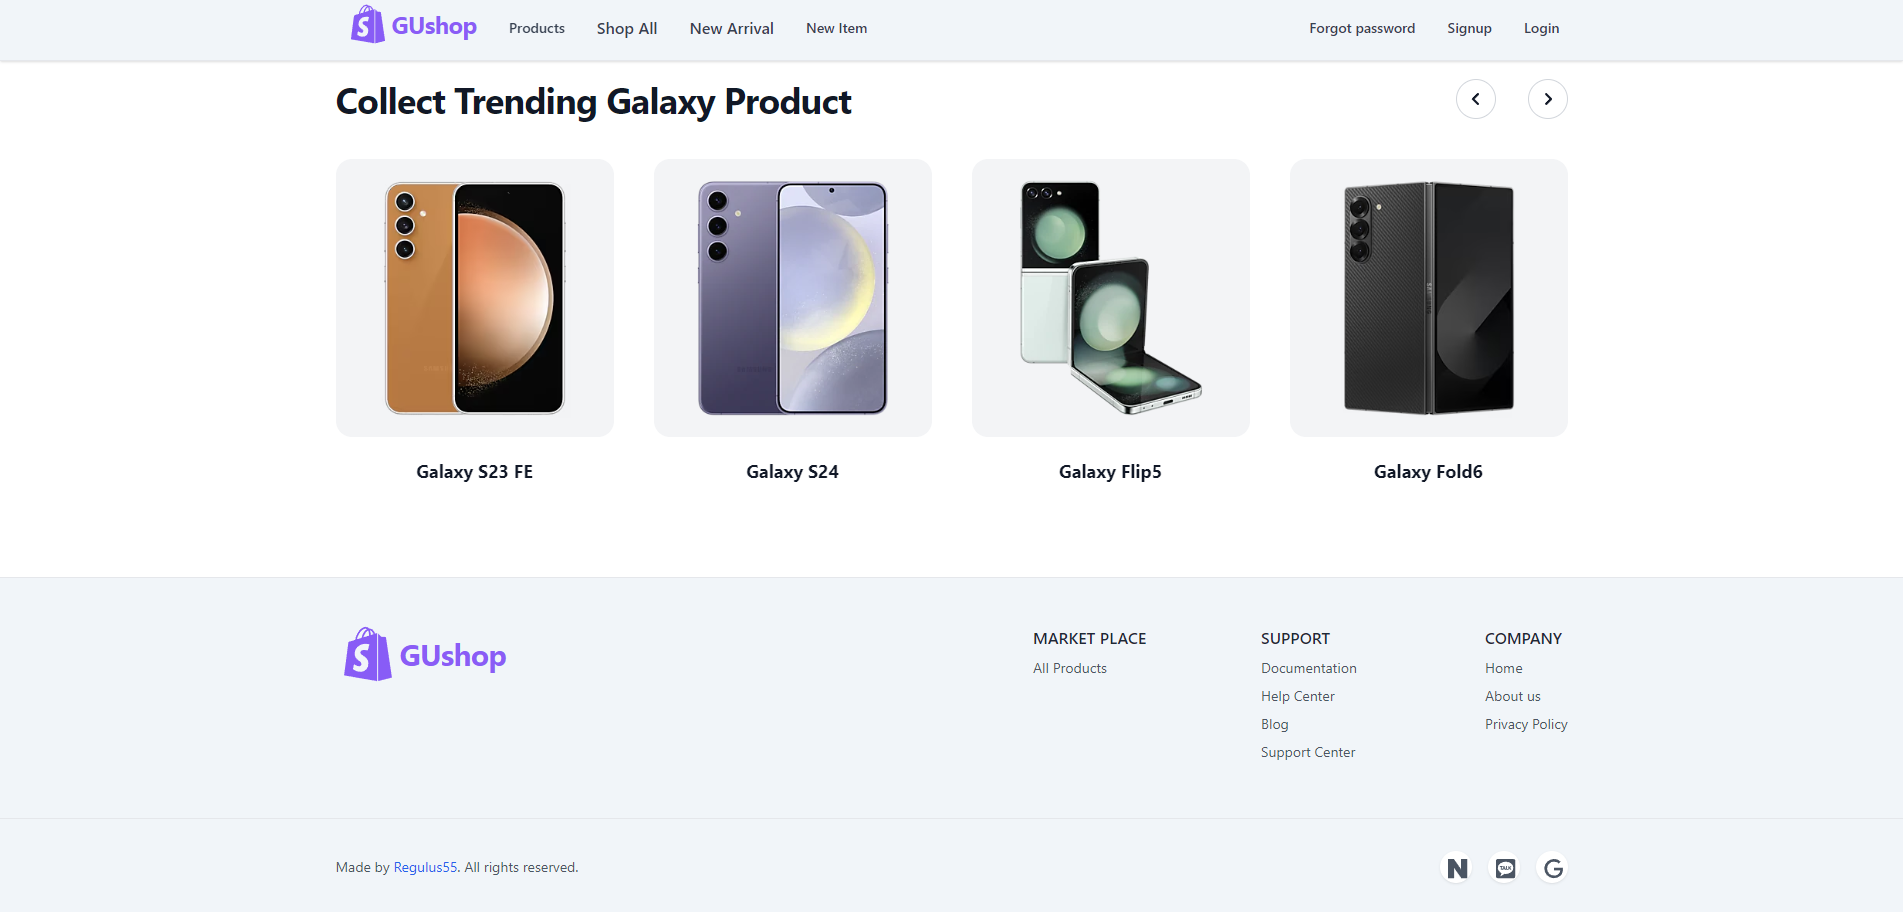 S GUshop Products Shop All New Arrival New Item Forgot password Signup Login
Collect Trending Galaxy Product
Galaxy S23 FE
Galaxy S24
Galaxy Flip5
Galaxy Fold6
S GUshop
MARKET PLACE
All Products
SUPPORT
Documentation
Help Center
Blog
Support Center
COMPANY
Home
About us
Privacy Policy
Made by Regulus55. All rights reserved.
N TALK G